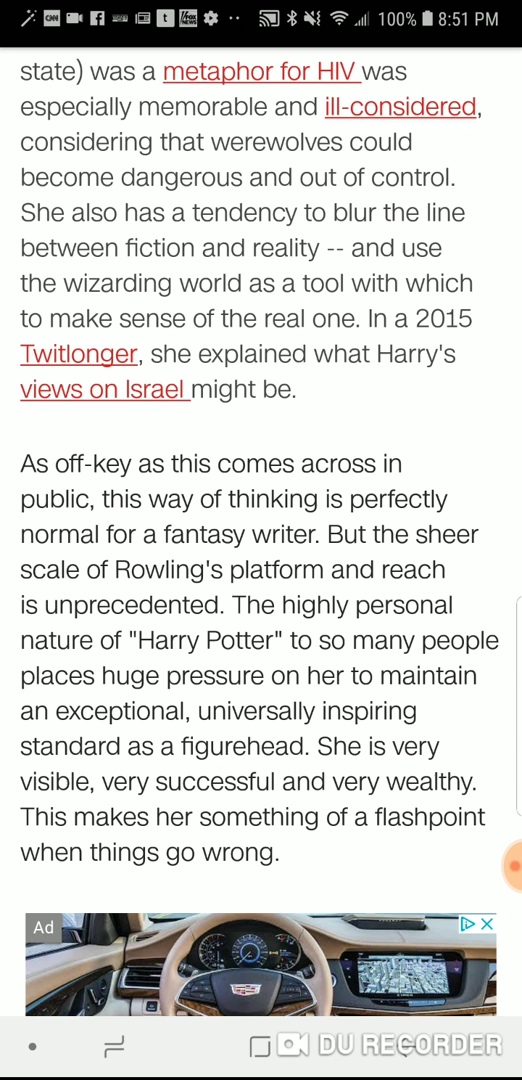 100% 8:51 PM
state) was a metaphor for HIV was
especially memorable and ill-considered,
considering that werewolves could
become dangerous and out of control.
She also has a tendency to blur the line
between fiction and reality -- and use
the wizarding world as a tool with which
to make sense of the real one. In a 2015
Twitlonger, she explained what Harry's
views on Israel might be.
As off-key as this comes across in
public, this way of thinking is perfectly
normal for a fantasy writer. But the sheer
scale of Rowling's platform and reach
is unprecedented. The highly personal
nature of "Harry Potter" to so many people
places huge pressure on her to maintain
an exceptional, universally inspiring
standard as a figurehead. She is very
visible, very successful and very wealthy.
This makes her something of a flashpoint
when things go wrong.
Ad
DU RECORDER